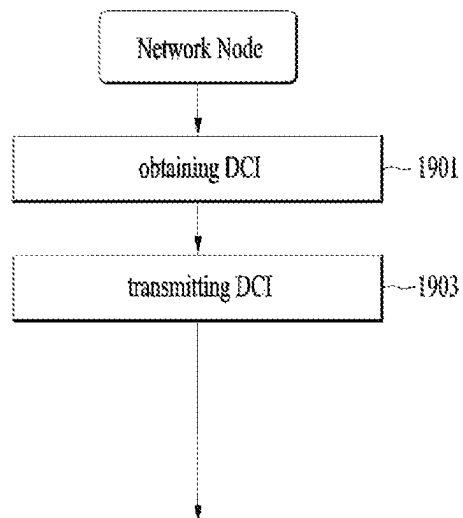 Network Node
obtaining DCI
1901
transmitting DCI
1903